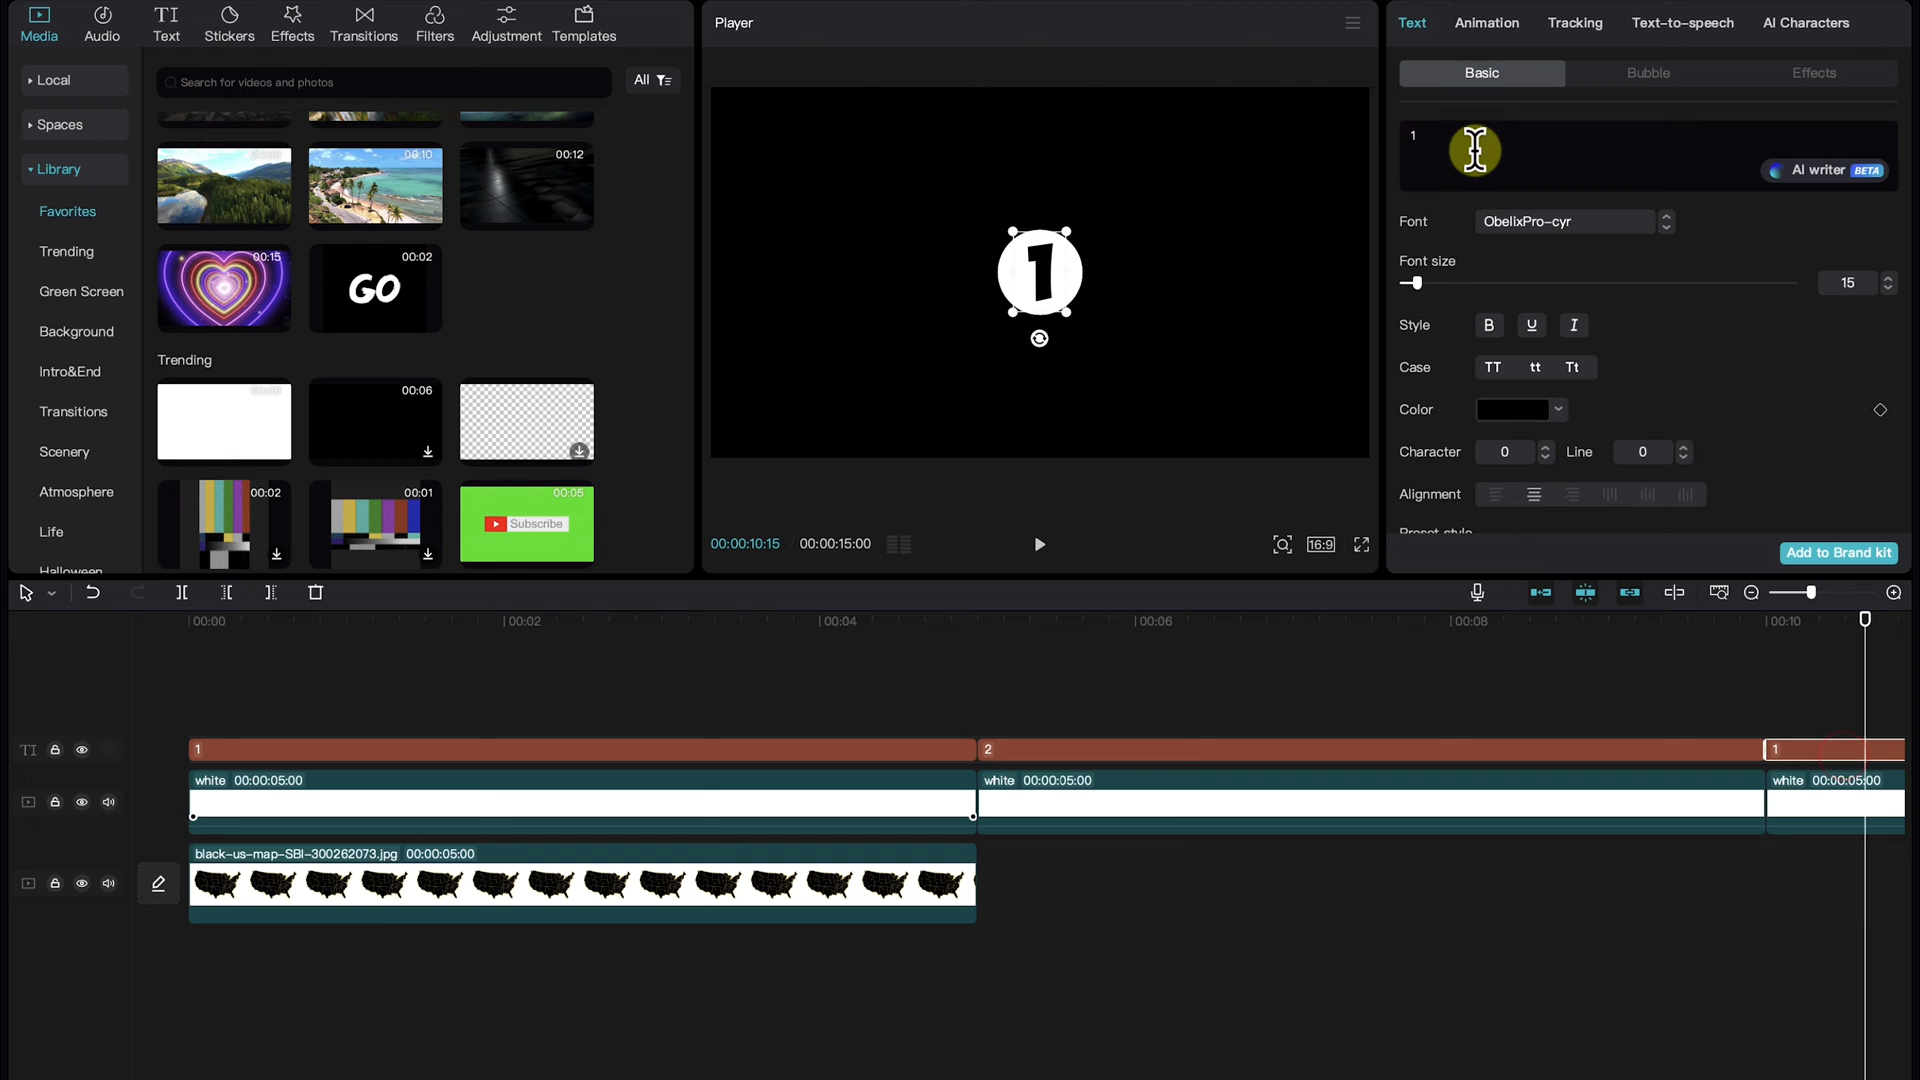 Media
Audio
TI
Text
Stickers
Effects
Transitions
Filters
Adjustment
Templates
Local
Spaces
Library
Favorites
Trending
Green Screen
Background
Intro&End
Transitions
Scenery
Atmosphere
Life
Halloween
Search for videos and photos
All
00:10
00:12
00:15
00:02
GO
Trending
00:06
00:02
00:01
00:05
Subscribe
Player
1
00:00:10:15 / 00:00:15:00
16:9
Text
Animation
Tracking
Text-to-speech
AI Characters
Basic
Bubble
Effects
1
AI writer BETA
Font
ObelixPro-cyr
Font size
15
Style
B
U
I
Case
TT
tt
Tt
Color
Character
0
Line
0
Alignment
Preset style
Add to Brand kit
00:00
00:02
00:04
00:06
00:08
00:10
TI
1
2
1
white 00:00:05:00
white 00:00:05:00
white 00:00:05:00
black-us-map-SBI-300262073.jpg 00:00:05:00